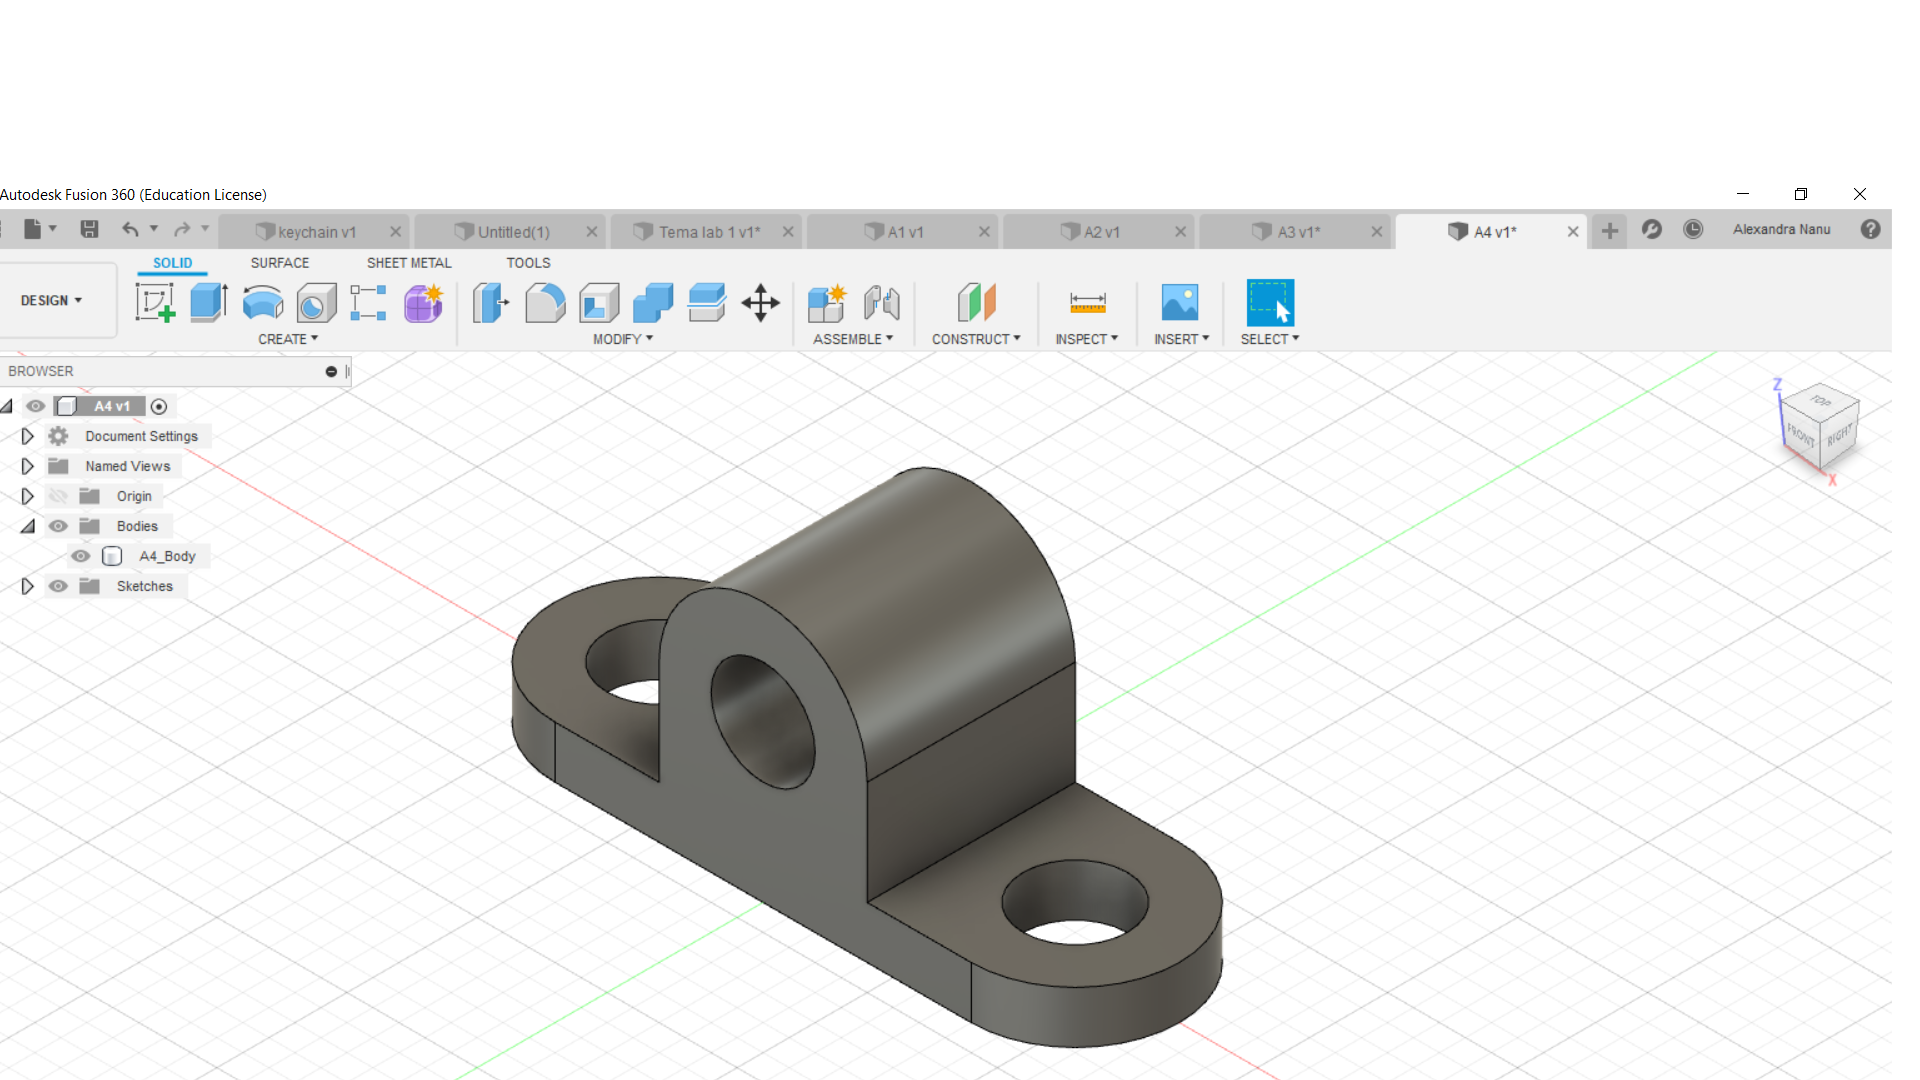 Autodesk Fusion 360 (Education License)
keychain v1
Untitled(1)
Tema lab 1 v1*
A1 v1
A2 v1
A3 v1*
A4 v1*
Alexandra Nanu
SOLID
SURFACE
SHEET METAL
TOOLS
DESIGN
CREATE
MODIFY
ASSEMBLE
CONSTRUCT
INSPECT
INSERT
SELECT
BROWSER
A4 v1
Document Settings
Named Views
Origin
Bodies
A4_Body
Sketches
Z
TOP
FRONT
RIGHT
X